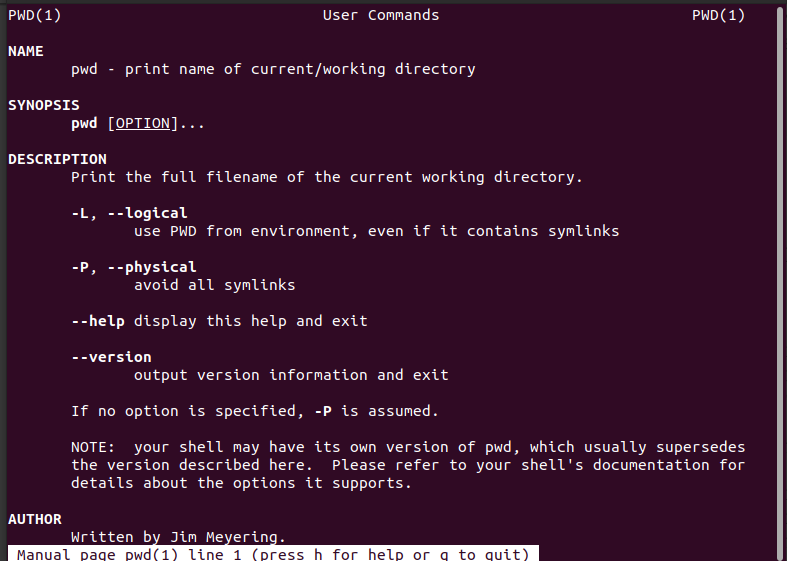 PWD(1) User Commands PWD(1)
NAME
pwd - print name of current/working directory
SYNOPSIS
pwd [OPTION]...
DESCRIPTION
Print the full filename of the current working directory.
-L, --logical
use PWD from environment, even if it contains symlinks
-P, --physical
avoid all symlinks
--help display this help and exit
--version
output version information and exit
If no option is specified, -P is assumed.
NOTE: your shell may have its own version of pwd, which usually supersedes
the version described here. Please refer to your shell's documentation for
details about the options it supports.
AUTHOR
Written by Jim Meyering.
Manual page pwd(1) line 1 (press h for help or q to quit)